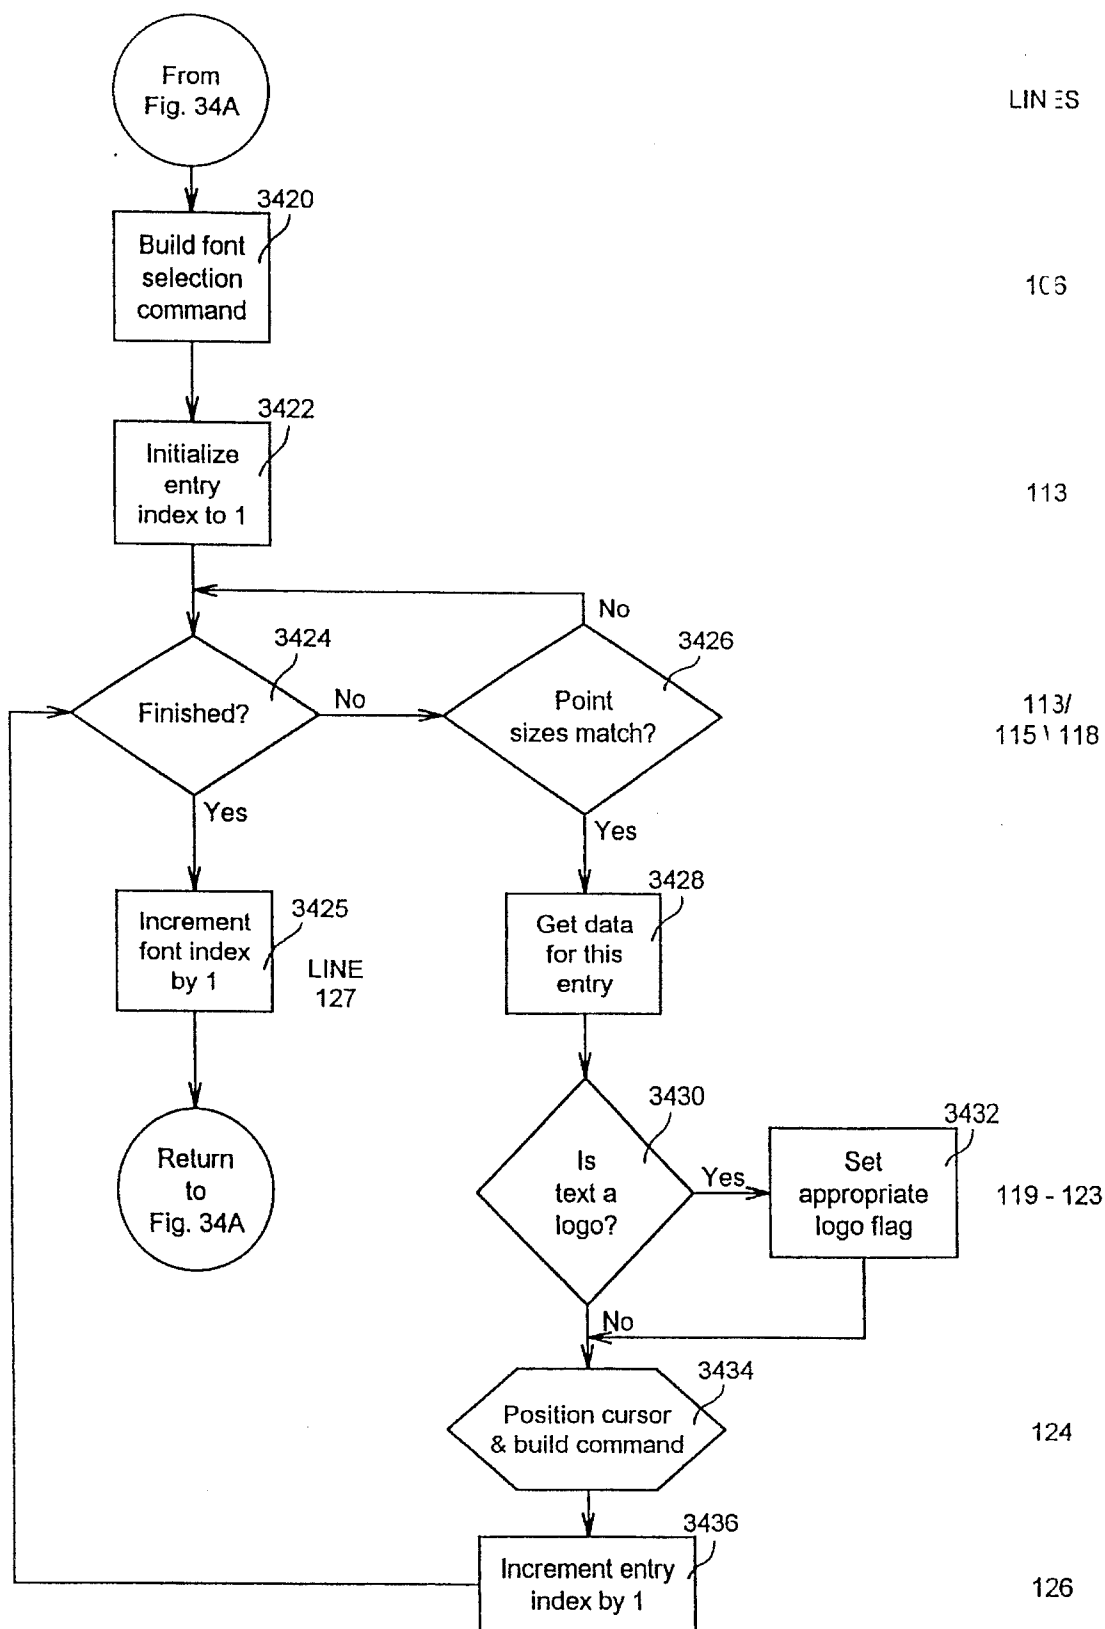 From
Fig. 34A
LINES
3420
Build font
selection
command
106
3422
Initialize
entry
index to 1
113
No
3424
3426
Finished?
No
Point
sizes match?
113/
115 \ 118
Yes
Yes
3425
Increment
font index
by 1
LINE
127
3428
Get data
for this
entry
Return
to
Fig. 34A
3430
Is
text a
logo?
Yes
3432
Set
appropriate
logo flag
119 - 123
No
3434
Position cursor
& build command
124
3436
Increment entry
index by 1
126